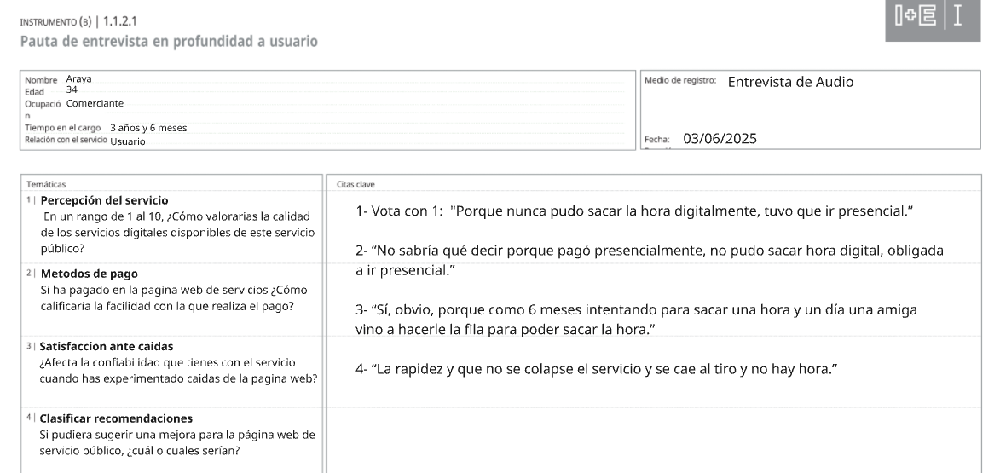 INSTRUMENTO (B) | 1.1.2.1
Pauta de entrevista en profundidad a usuario
I+E | I
Nombre Araya
Edad 34
Ocupació Comerciante
n
Tiempo en el cargo 3 años y 6 meses
Relación con el servicio Usuario
Medio de registro: Entrevista de Audio
Fecha: 03/06/2025
Temáticas
1| Percepción del servicio
En un rango de 1 al 10, ¿Cómo valorarias la calidad
de los servicios dígitales disponibles de este servicio
público?
2| Metodos de pago
Si ha pagado en la pagina web de servicios ¿Cómo
calificaría la facilidad con la que realiza el pago?
3| Satisfaccion ante caidas
¿Afecta la confiabilidad que tienes con el servicio
cuando has experimentado caidas de la pagina web?
4| Clasificar recomendaciones
Si pudiera sugerir una mejora para la página web de
servicio público, ¿cuál o cuales serían?
Citas clave
1- Vota con 1: "Porque nunca pudo sacar la hora digitalmente, tuvo que ir presencial.”
2- “No sabría qué decir porque pagó presencialmente, no pudo sacar hora digital, obligada
a ir presencial.”
3- “Sí, obvio, porque como 6 meses intentando para sacar una hora y un día una amiga
vino a hacerle la fila para poder sacar la hora.”
4- “La rapidez y que no se colapse el servicio y se cae al tiro y no hay hora.”